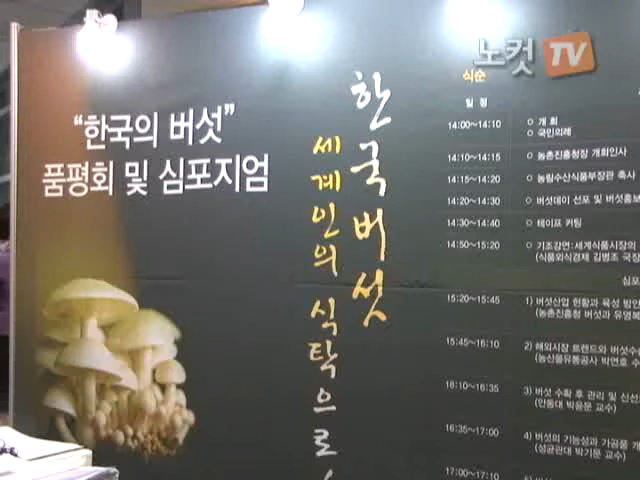 노컷TV
"한국의 버섯"
품평회 및 심포지엄
한국버섯
세계인의 식탁으로
식순
일 정
14:00~14:10 ○ 개 회
○ 국민의례
14:10~14:15 ○ 농촌진흥청장 개회인사
14:15~14:20 ○ 농림수산식품부장관 축사
14:20~14:30 ○ 버섯데이 선포 및 버섯홍보
14:30~14:40 ○ 테이프 커팅
14:50~15:20 ○ 기조강연: 세계식품시장의
(식품외식경제 김병조 국장
심포
15:20~15:45 1) 버섯산업 현황과 육성 방안
(농촌진흥청 버섯과 유영복
15:45~16:10 2) 해외시장 트렌드와 버섯수출
(농산물유통공사 박연호 수
16:10~16:35 3) 버섯 수확 후 관리 및 신선
(안동대 박윤문 교수)
16:35~17:00 4) 버섯의 기능성과 가공품 개
(성균관대 박기문 교수)
17:00~17:10